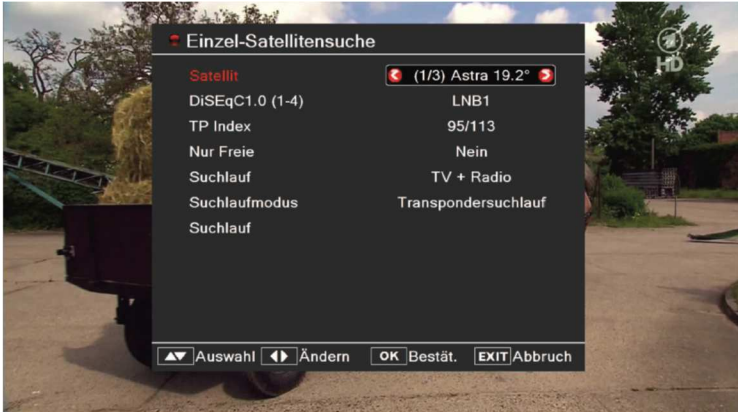 Einzel-Satellitensuche
HD
Satellit (1/3) Astra 19.2°
DiSEqC1.0 (1-4) LNB1
TP Index 95/113
Nur Freie Nein
Suchlauf TV + Radio
Suchlaufmodus Transpondersuchlauf
Suchlauf
Auswahl Ändern OK Bestät. EXIT Abbruch